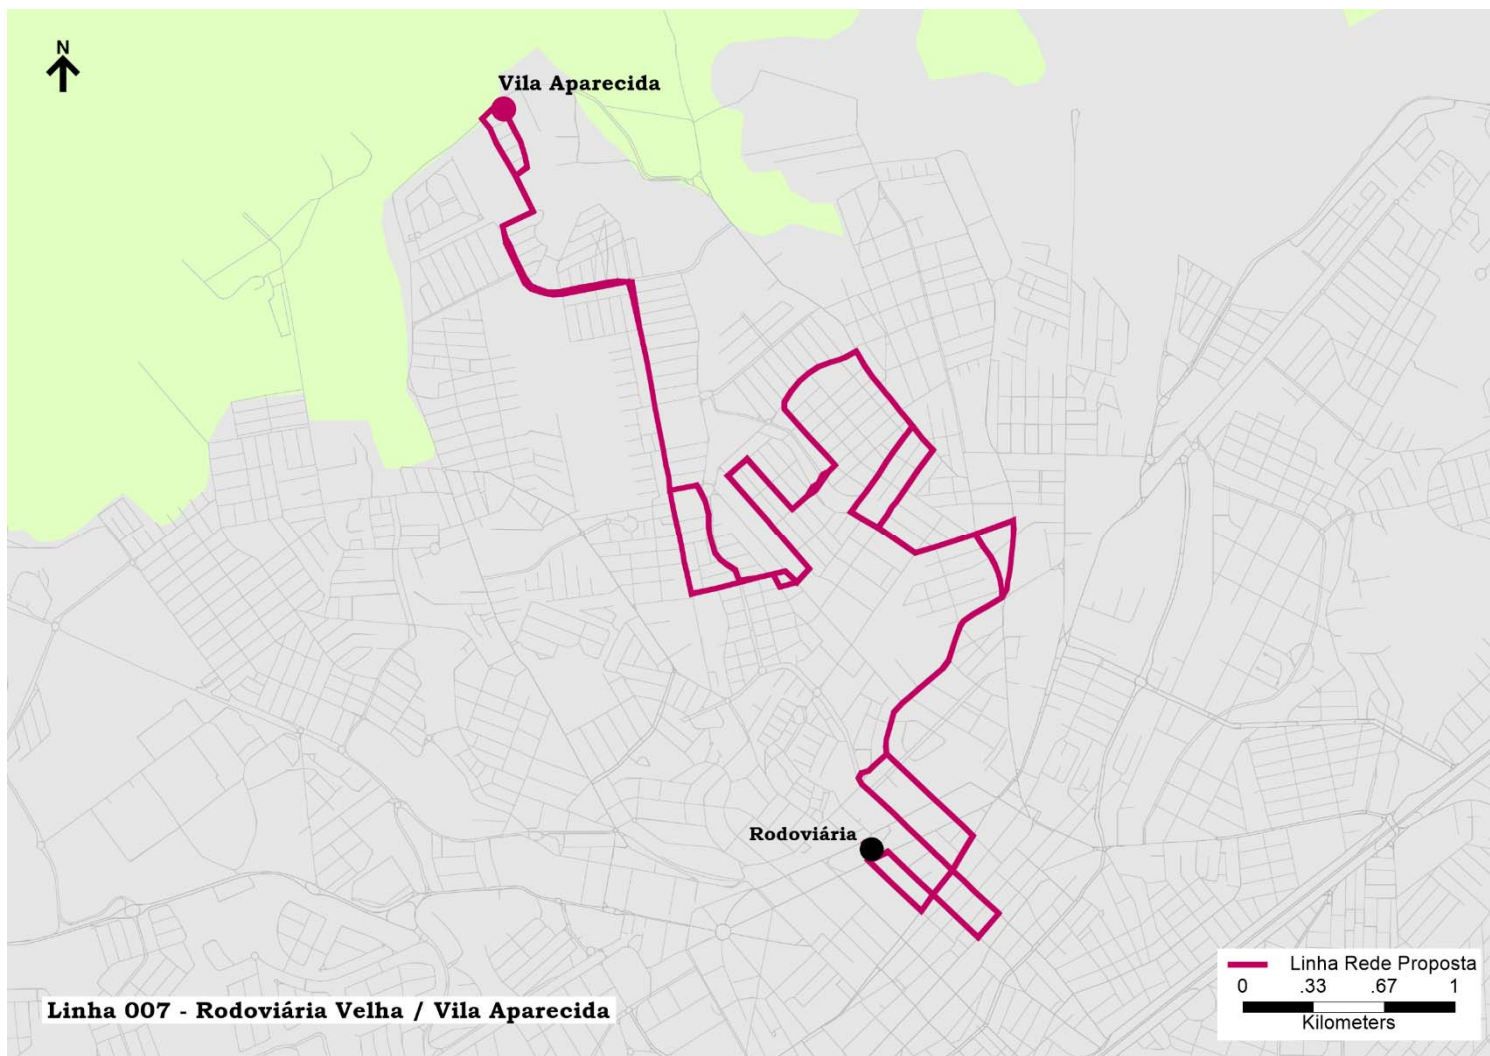 N
Vila Aparecida
Rodoviária
Linha Rede Proposta
0 .33 .67 1
Kilometers
Linha 007 - Rodoviária Velha / Vila Aparecida